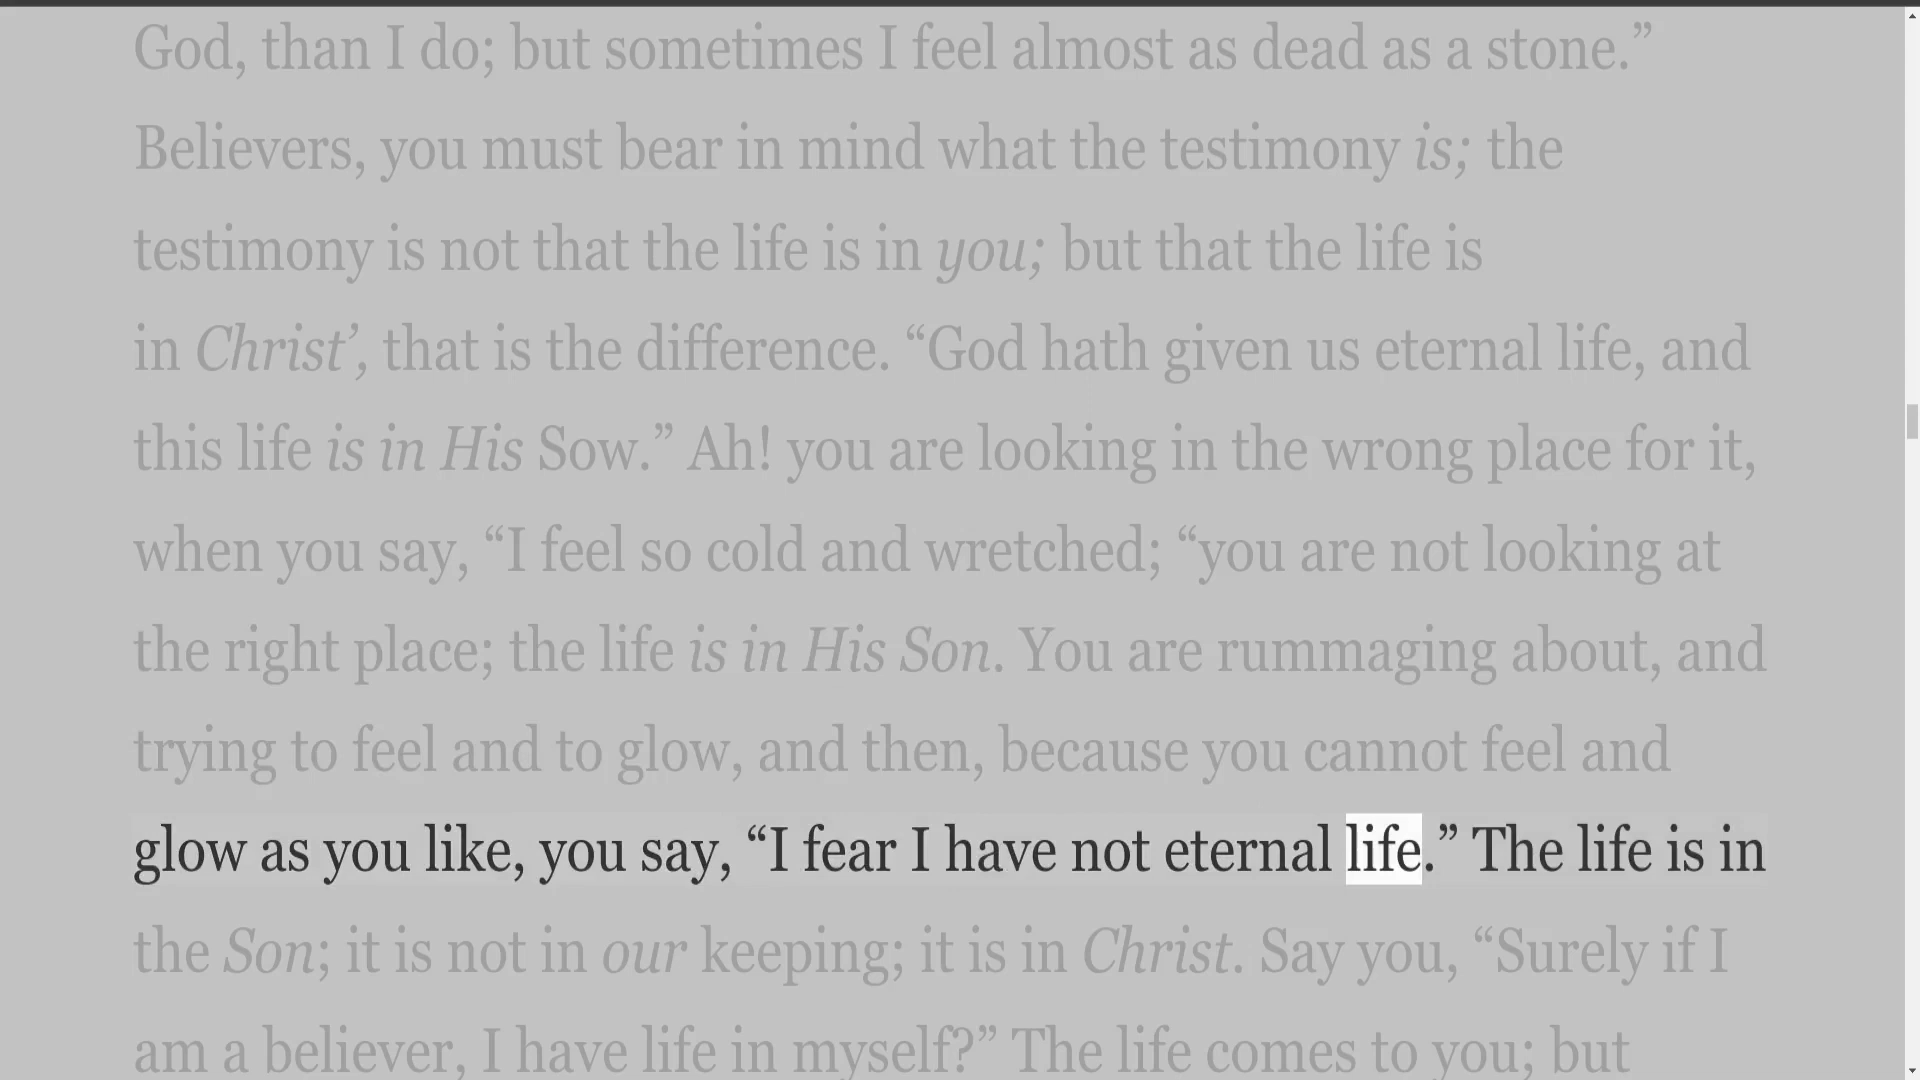 God, than I do; but sometimes I feel almost as dead as a stone.”
Believers, you must bear in mind what the testimony is; the
testimony is not that the life is in you; but that the life is
in Christ’, that is the difference. “God hath given us eternal life, and
this life is in His Sow.” Ah! you are looking in the wrong place for it,
when you say, “I feel so cold and wretched; “you are not looking at
the right place; the life is in His Son. You are rummaging about, and
trying to feel and to glow, and then, because you cannot feel and
glow as you like, you say, “I fear I have not eternal life.” The life is in
the Son; it is not in our keeping; it is in Christ. Say you, “Surely if I
am a believer, I have life in myself?” The life comes to you; but